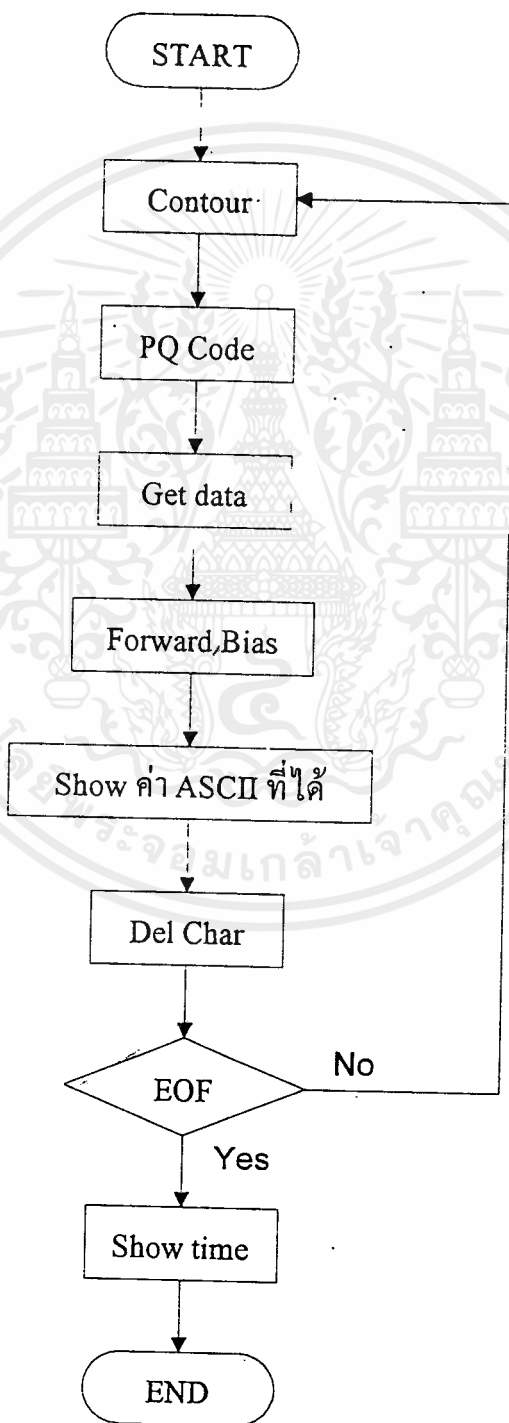 START
Contour
PQ Code
Get data
Forward,Bias
Show ค่า ASCII ที่ได้
Del Char
EOF
No
Yes
Show time
END